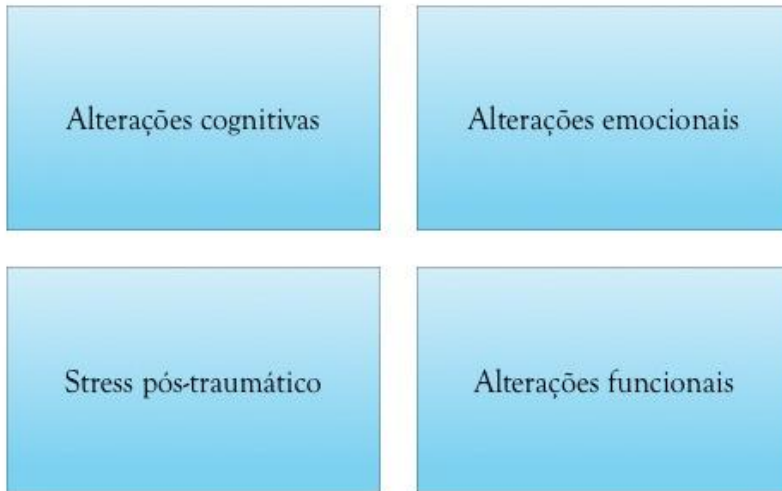 Alterações cognitivas
Alterações emocionais
Stress pós-traumático
Alterações funcionais